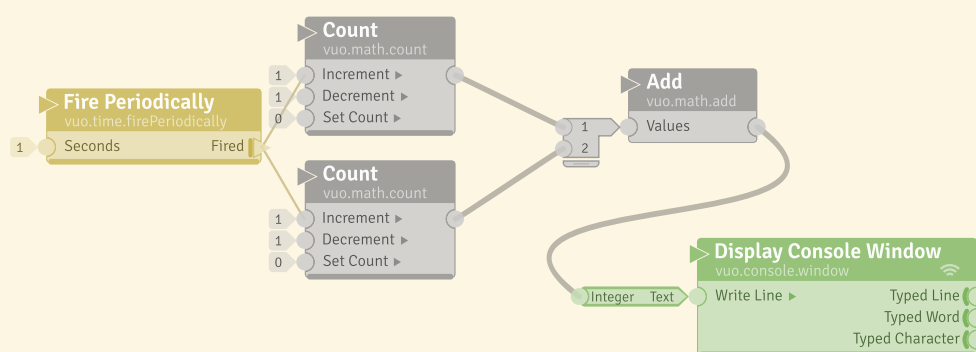 Count
vuo.math.count
1 Increment
1 Decrement
0 Set Count
Fire Periodically
vuo.time.firePeriodically
1 Seconds Fired
Add
vuo.math.add
1 Values
2
Count
vuo.math.count
1 Increment
1 Decrement
0 Set Count
Display Console Window
vuo.console.window
Integer Text Write Line Typed Line
Typed Word
Typed Character